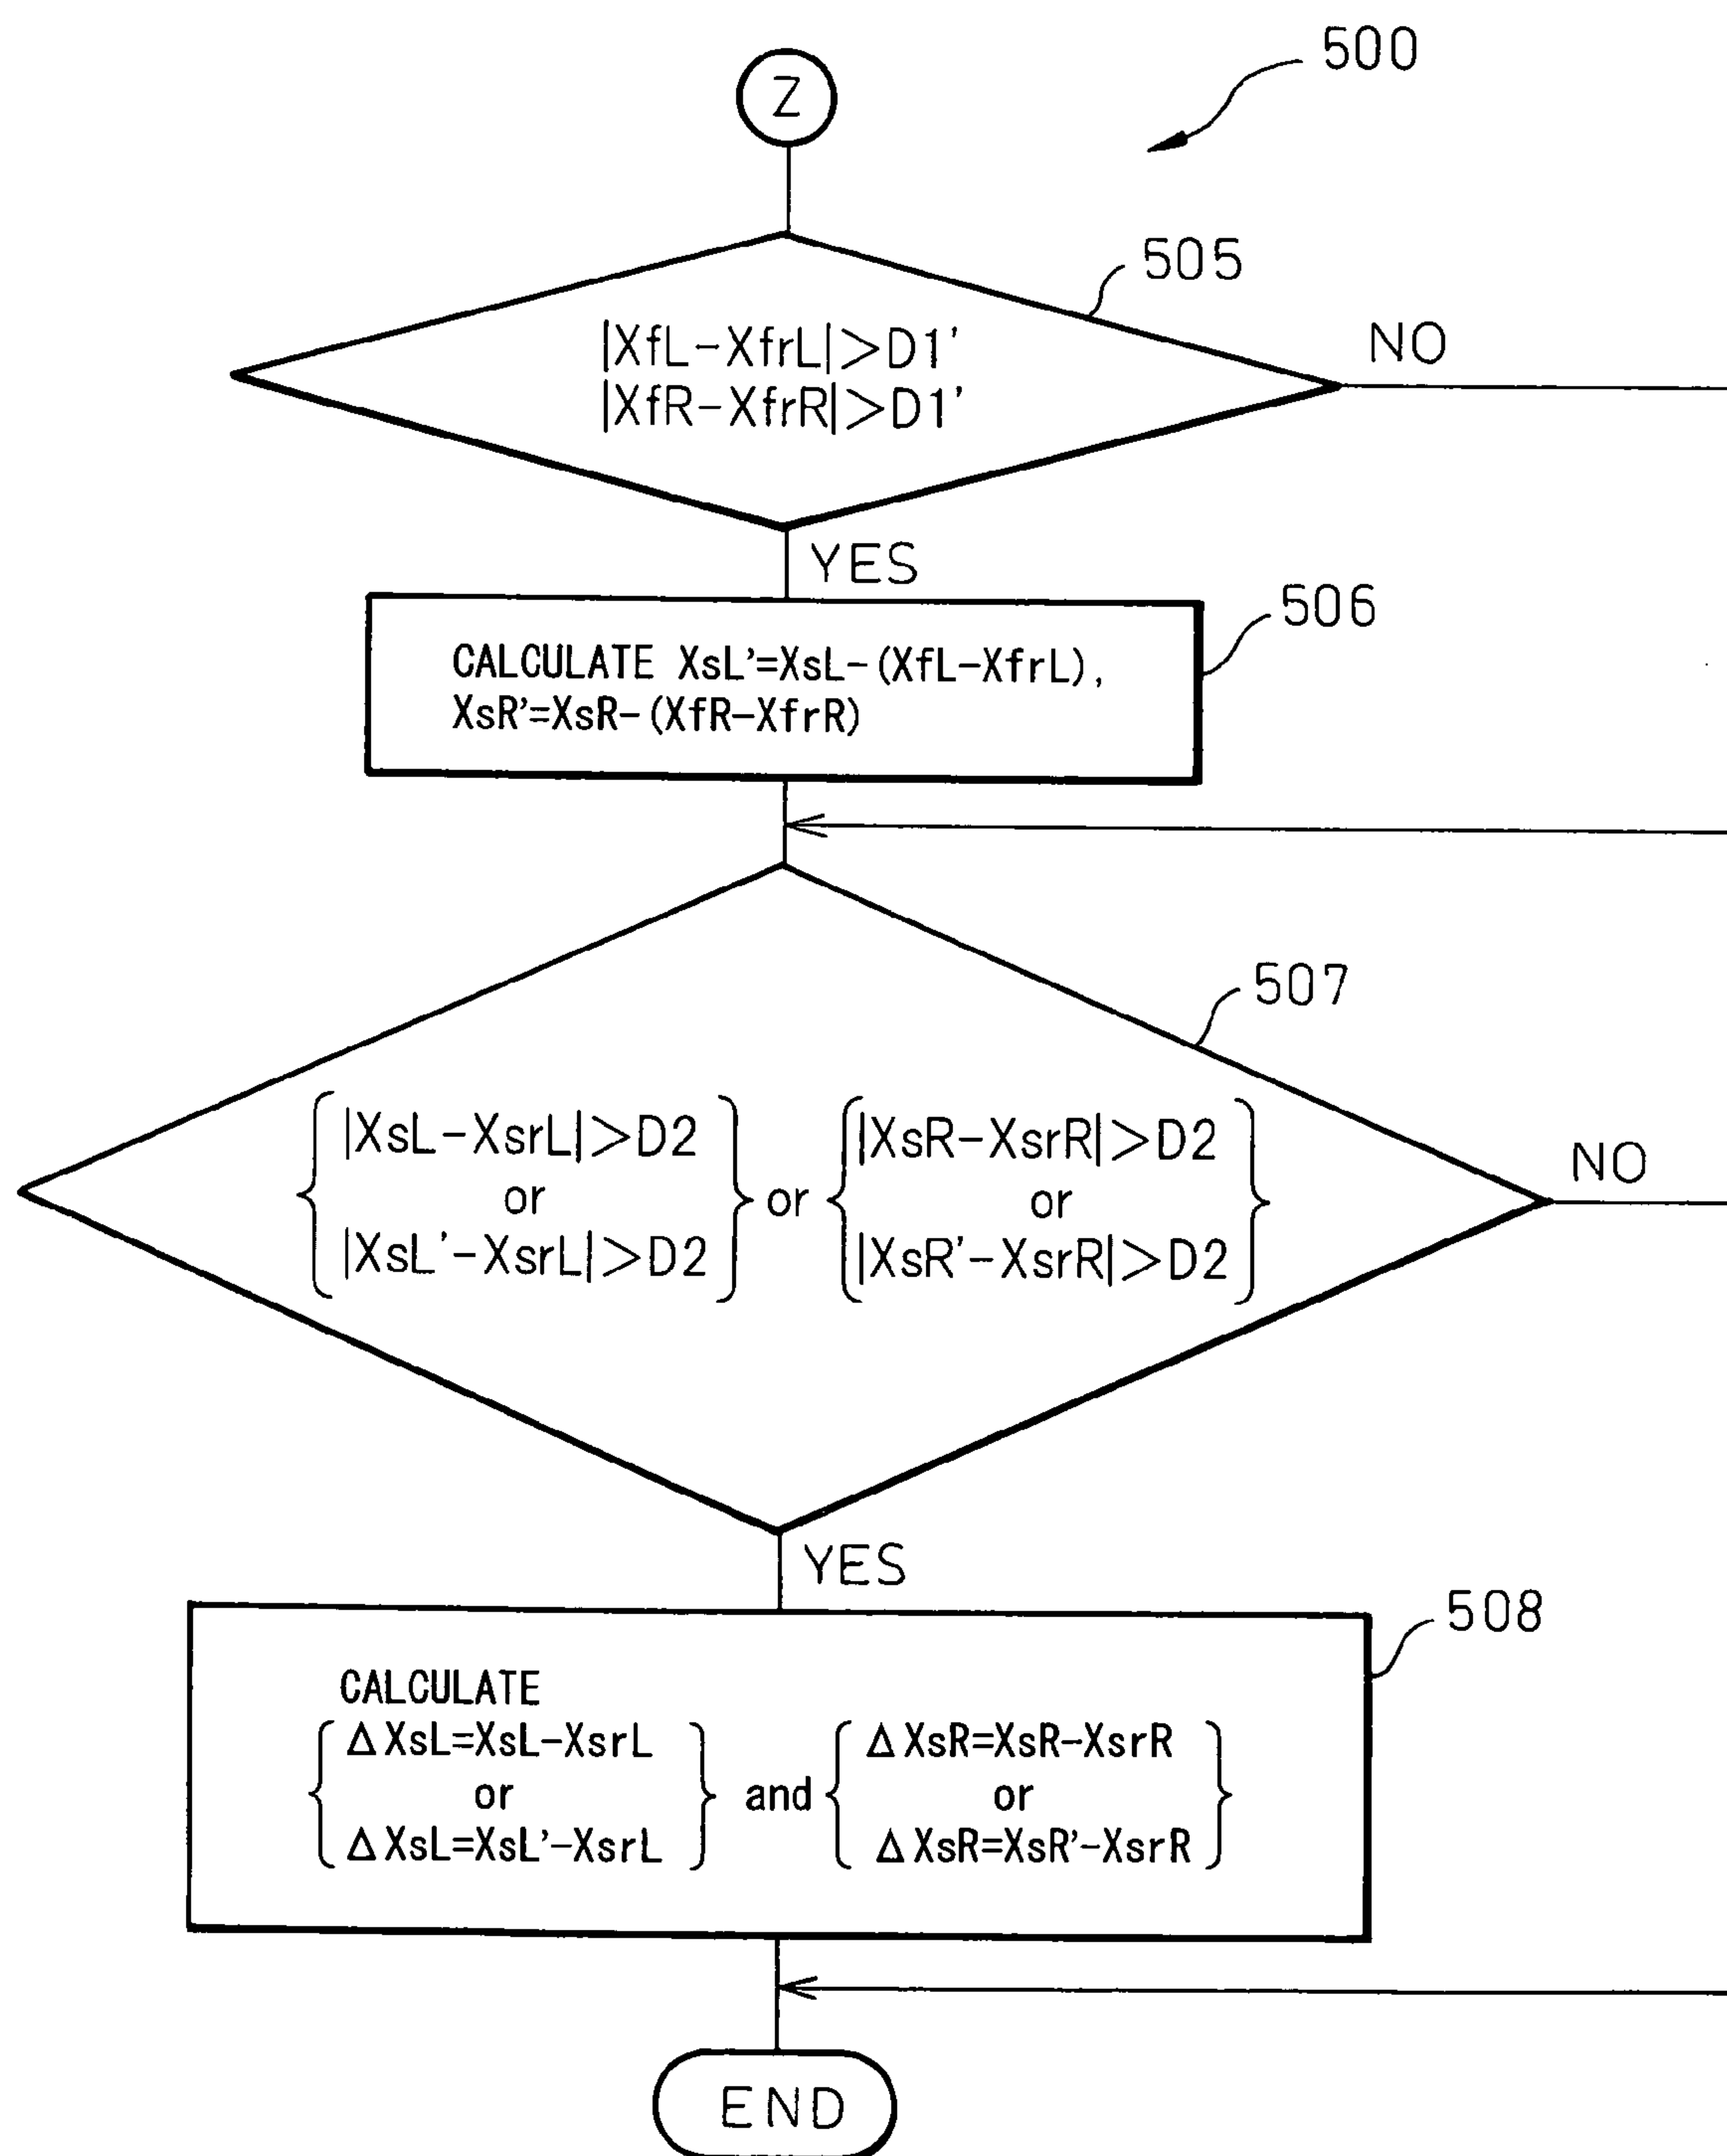 500
Z
505
|XfL-XfrL|>D1'
|XfR-XfrR|>D1'
NO
YES
506
CALCULATE XsL'=XsL-(XfL-XfrL),
XsR'=XsR-(XfR-XfrR)
507
{|XsL-XsrL|>D2
or
|XsL'-XsrL|>D2}
or
{|XsR-XsrR|>D2
or
|XsR'-XsrR|>D2}
NO
YES
508
CALCULATE
{ΔXsL=XsL-XsrL
or
ΔXsL=XsL'-XsrL}
and
{ΔXsR=XsR-XsrR
or
ΔXsR=XsR'-XsrR}
END